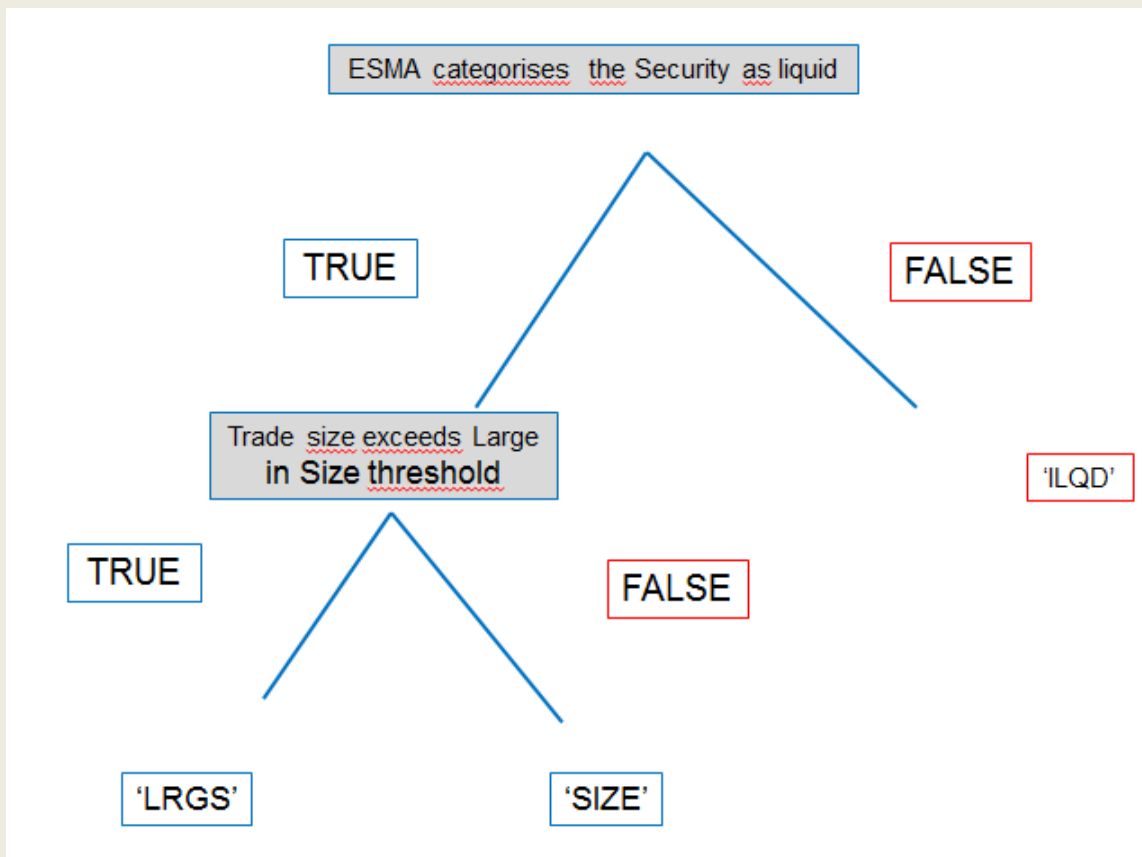 ESMA categorises the Security as liquid
TRUE
FALSE
Trade size exceeds Large
in Size threshold
‘ILQD’
TRUE
FALSE
‘LRGS’
‘SIZE’